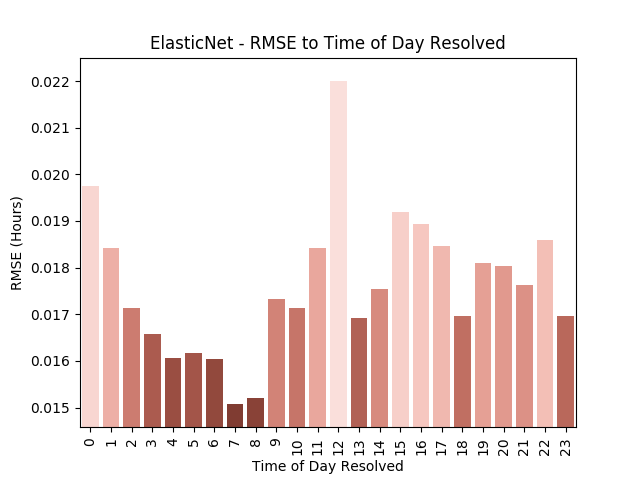 ElasticNet - RMSE to Time of Day Resolved
0.022
0.021
0.020
0.019
0.018
0.017
0.016
0.015
RMSE (Hours)
0 1 2 3 4 5 6 7 8 9 10 11 12 13 14 15 16 17 18 19 20 21 22 23
Time of Day Resolved